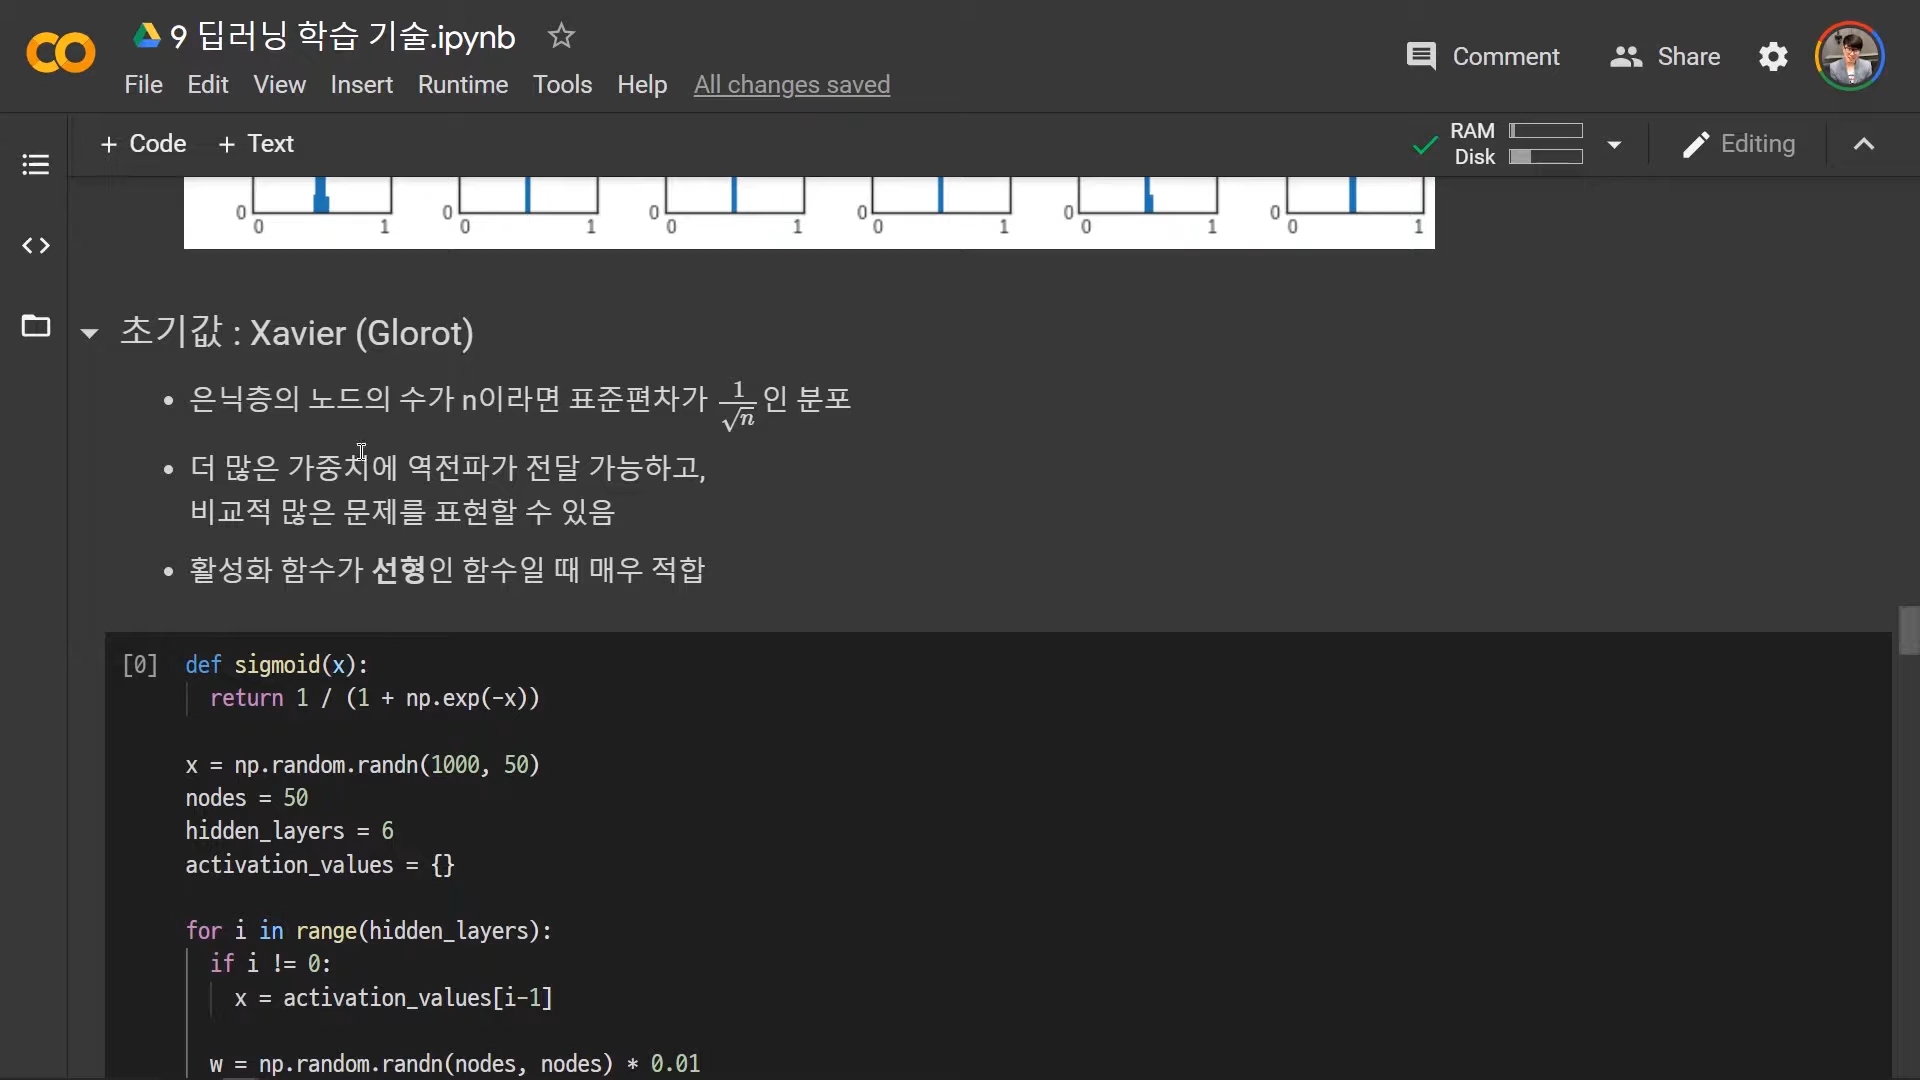 9 딥러닝 학습 기술.ipynb
File Edit View Insert Runtime Tools Help All changes saved
Comment Share
+ Code + Text
RAM
Disk
Editing
0 0 0 0 0 0
0 1 0 1 0 1 0 1 0 1 0 1
초기값 : Xavier (Glorot)
은닉층의 노드의 수가 n이라면 표준편차가 1/√n인 분포
더 많은 가중치에 역전파가 전달 가능하고,
비교적 많은 문제를 표현할 수 있음
활성화 함수가 선형인 함수일 때 매우 적합
[0] def sigmoid(x):
return 1 / (1 + np.exp(-x))
x = np.random.randn(1000, 50)
nodes = 50
hidden_layers = 6
activation_values = {}
for i in range(hidden_layers):
if i != 0:
x = activation_values[i-1]
w = np.random.randn(nodes, nodes) * 0.01